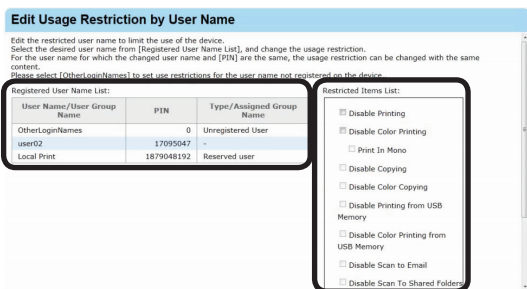 Edit Usage Restriction by User Name
Edit the restricted user name to limit the use of the device.
Select the desired user name from [Registered User Name List], and change the usage restriction.
For the user name for which the changed user name and [PIN] are the same, the usage restriction can be changed with the same
content.
Please select [OtherLoginNames] to set use restrictions for the user name not registered on the device
Registered User Name List:
User Name/User Group Name PIN Type/Assigned Group Name
OtherLoginNames 0 Unregistered User
user02 17095047 -
Local Print 1879048192 Reserved user
Restricted Items List:
Disable Printing
Disable Color Printing
Print In Mono
Disable Copying
Disable Color Copying
Disable Printing from USB
Memory
Disable Color Printing from
USB Memory
Disable Scan to Email
Disable Scan To Shared Folders